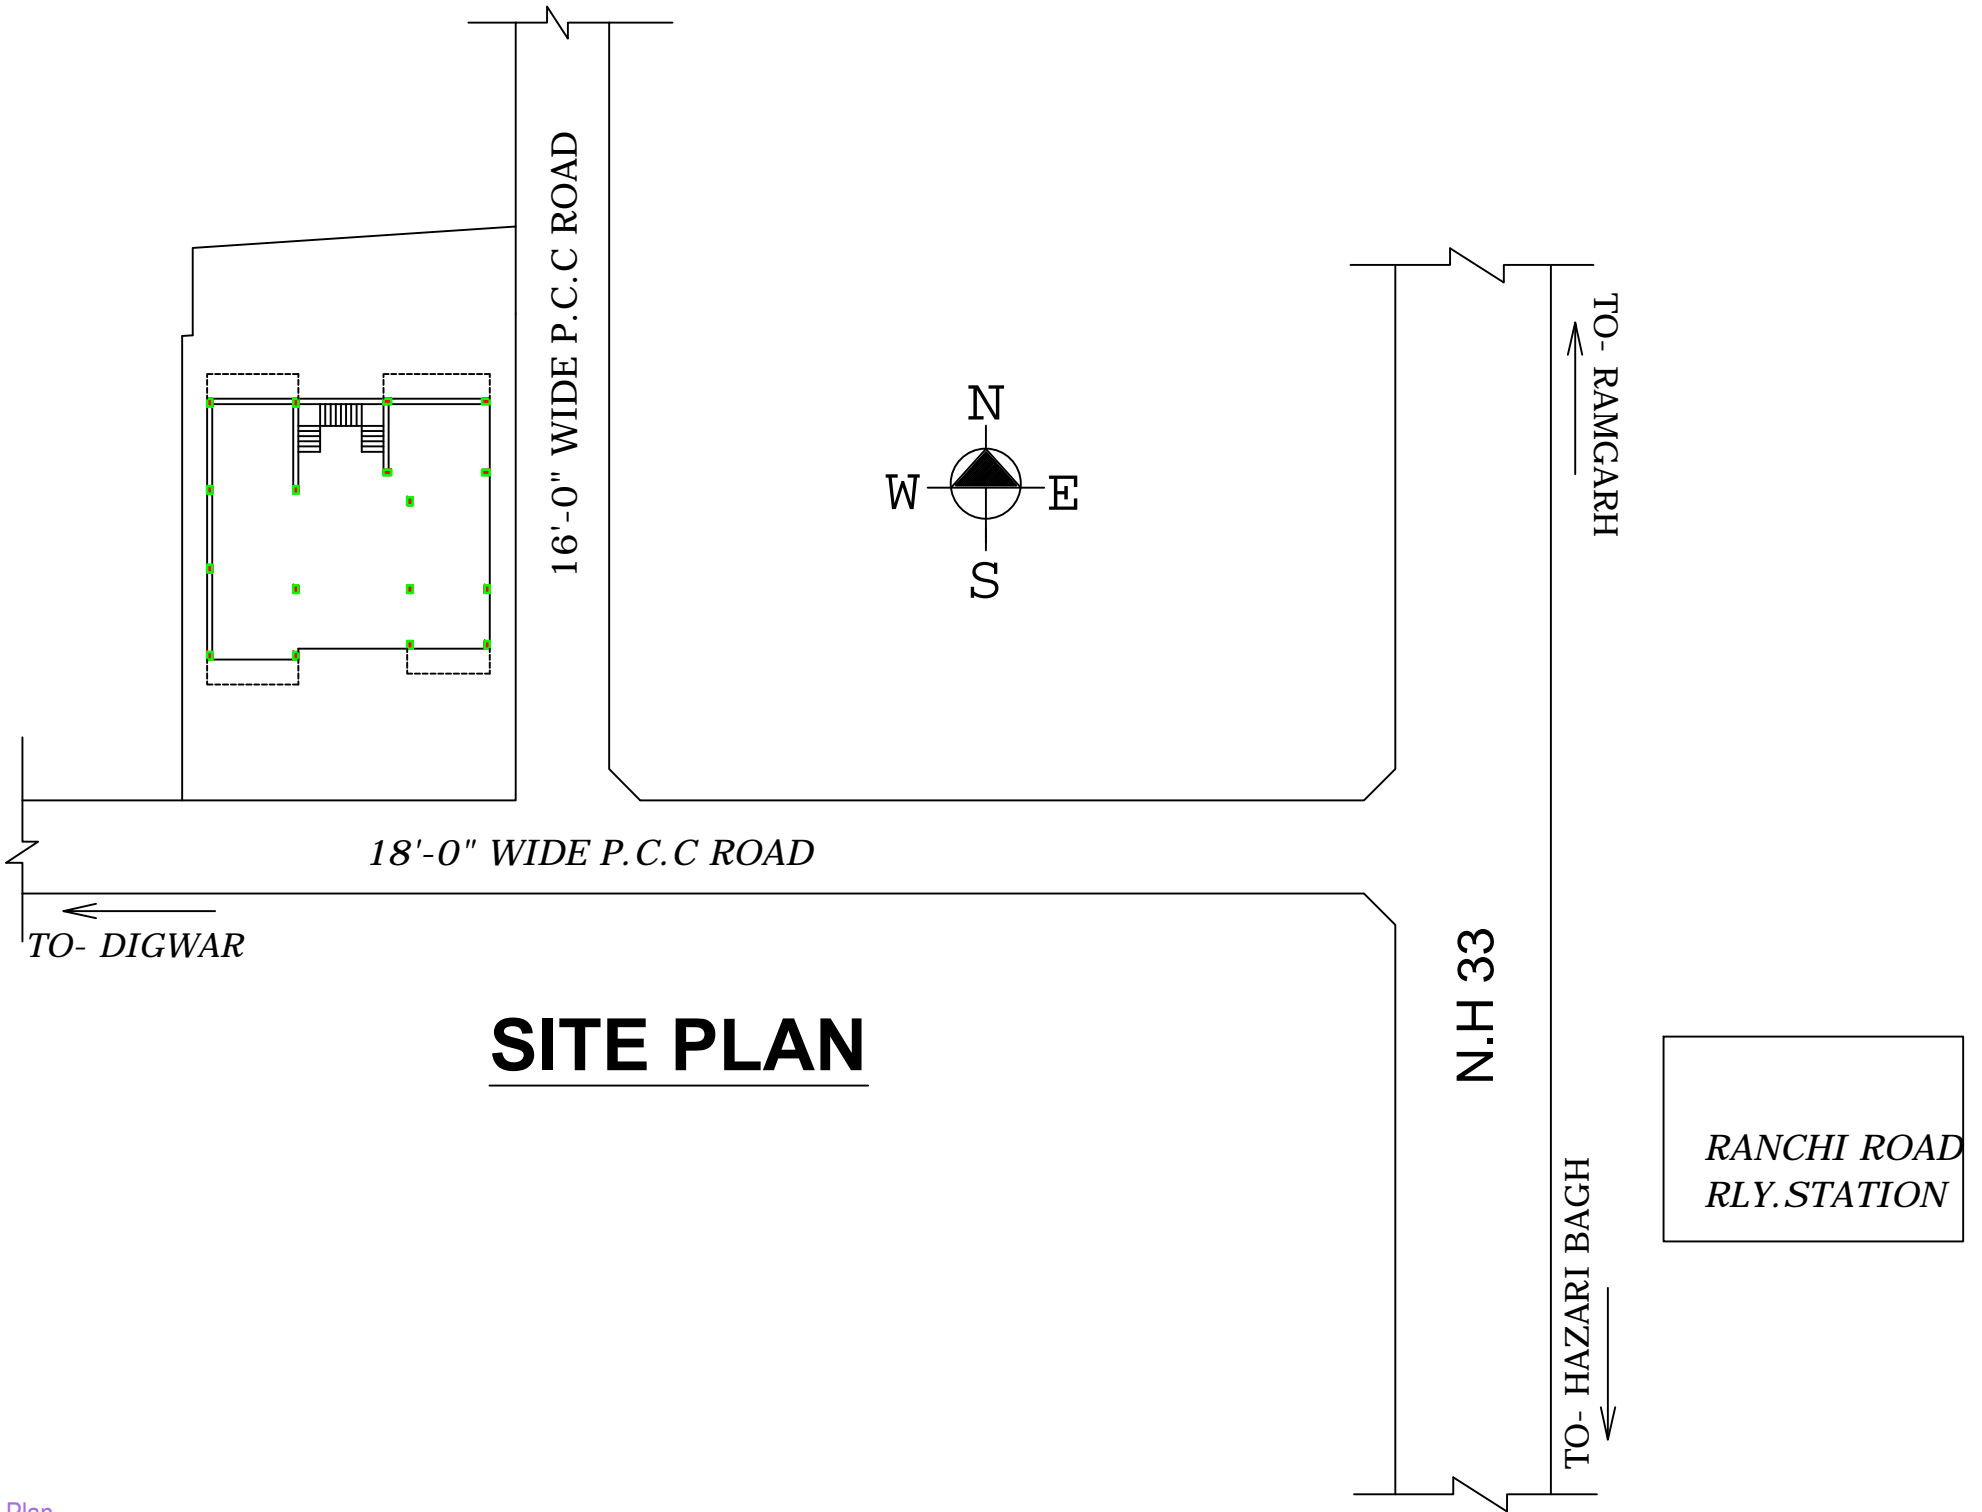 16'-0" WIDE P.C.C ROAD
TO- RAMGARH
N
W
E
S
18'-0" WIDE P.C.C ROAD
TO- DIGWAR
SITE PLAN
N.H 33
RANCHI ROAD
RLY.STATION
TO- HAZARI BAGH
Plan